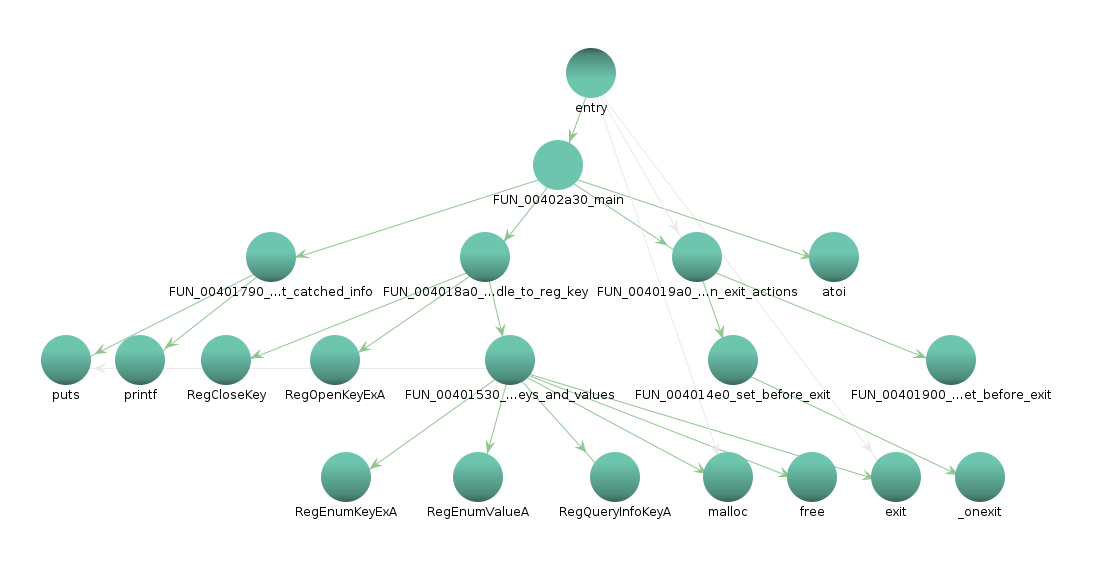 entry
FUN_00402a30_main
FUN_00401790_...t_catched_info
FUN_004018a0_...dle_to_reg_key
FUN_004019a0_...n_exit_actions
atoi
puts
printf
RegCloseKey
RegOpenKeyExA
FUN_00401530_...eys_and_values
FUN_004014e0_set_before_exit
FUN_00401900_...et_before_exit
RegEnumKeyExA
RegEnumValueA
RegQueryInfoKeyA
malloc
free
exit
_onexit